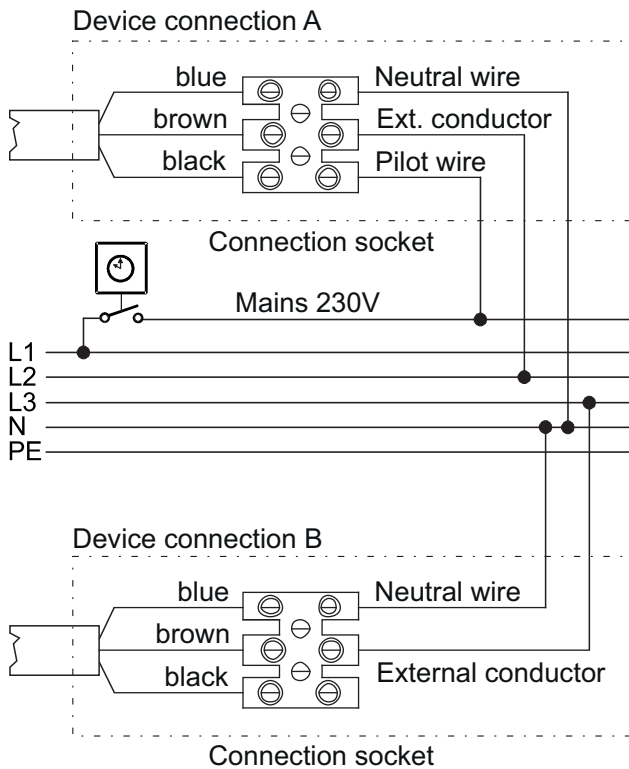 Device connection A
blue Neutral wire
brown Ext. conductor
black Pilot wire
Connection socket
Mains 230V
L1
L2
L3
N
PE
Device connection B
blue Neutral wire
brown
black External conductor
Connection socket